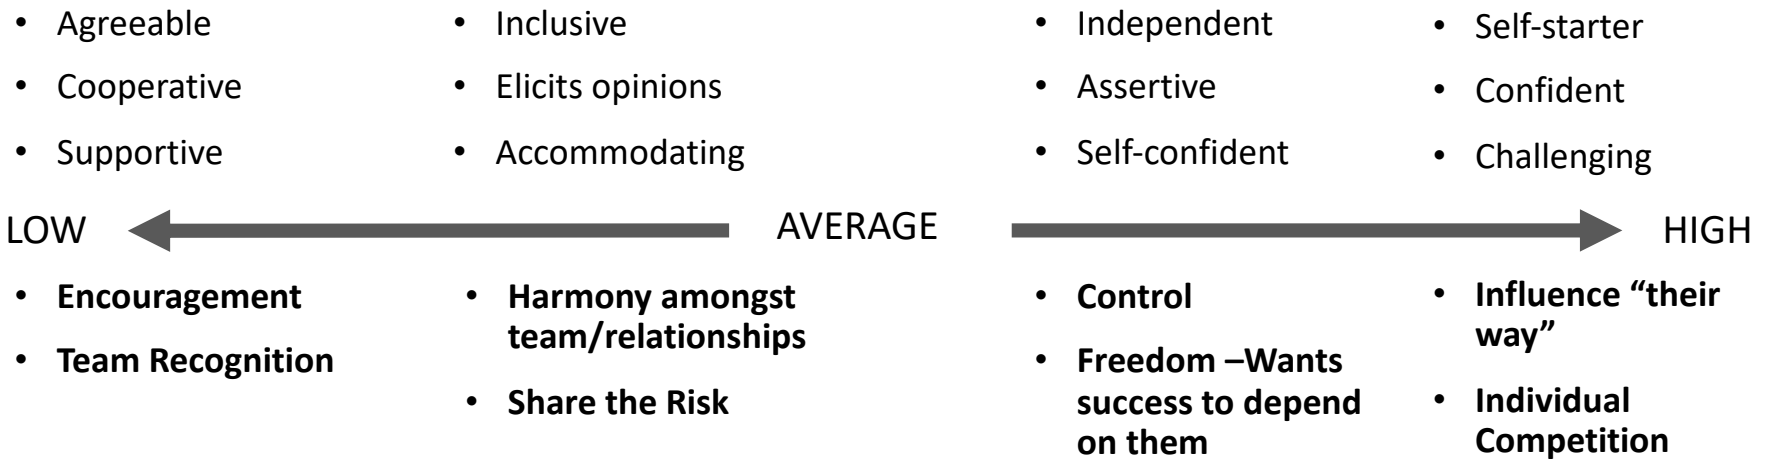 • Agreeable
• Cooperative
• Supportive
• Inclusive
• Elicits opinions
• Accommodating
• Independent
• Assertive
• Self-confident
• Self-starter
• Confident
• Challenging
LOW
AVERAGE
HIGH
• Encouragement
• Team Recognition
• Harmony amongst
team/relationships
• Share the Risk
• Control
• Freedom –Wants
success to depend
on them
• Influence “their
way”
• Individual
Competition